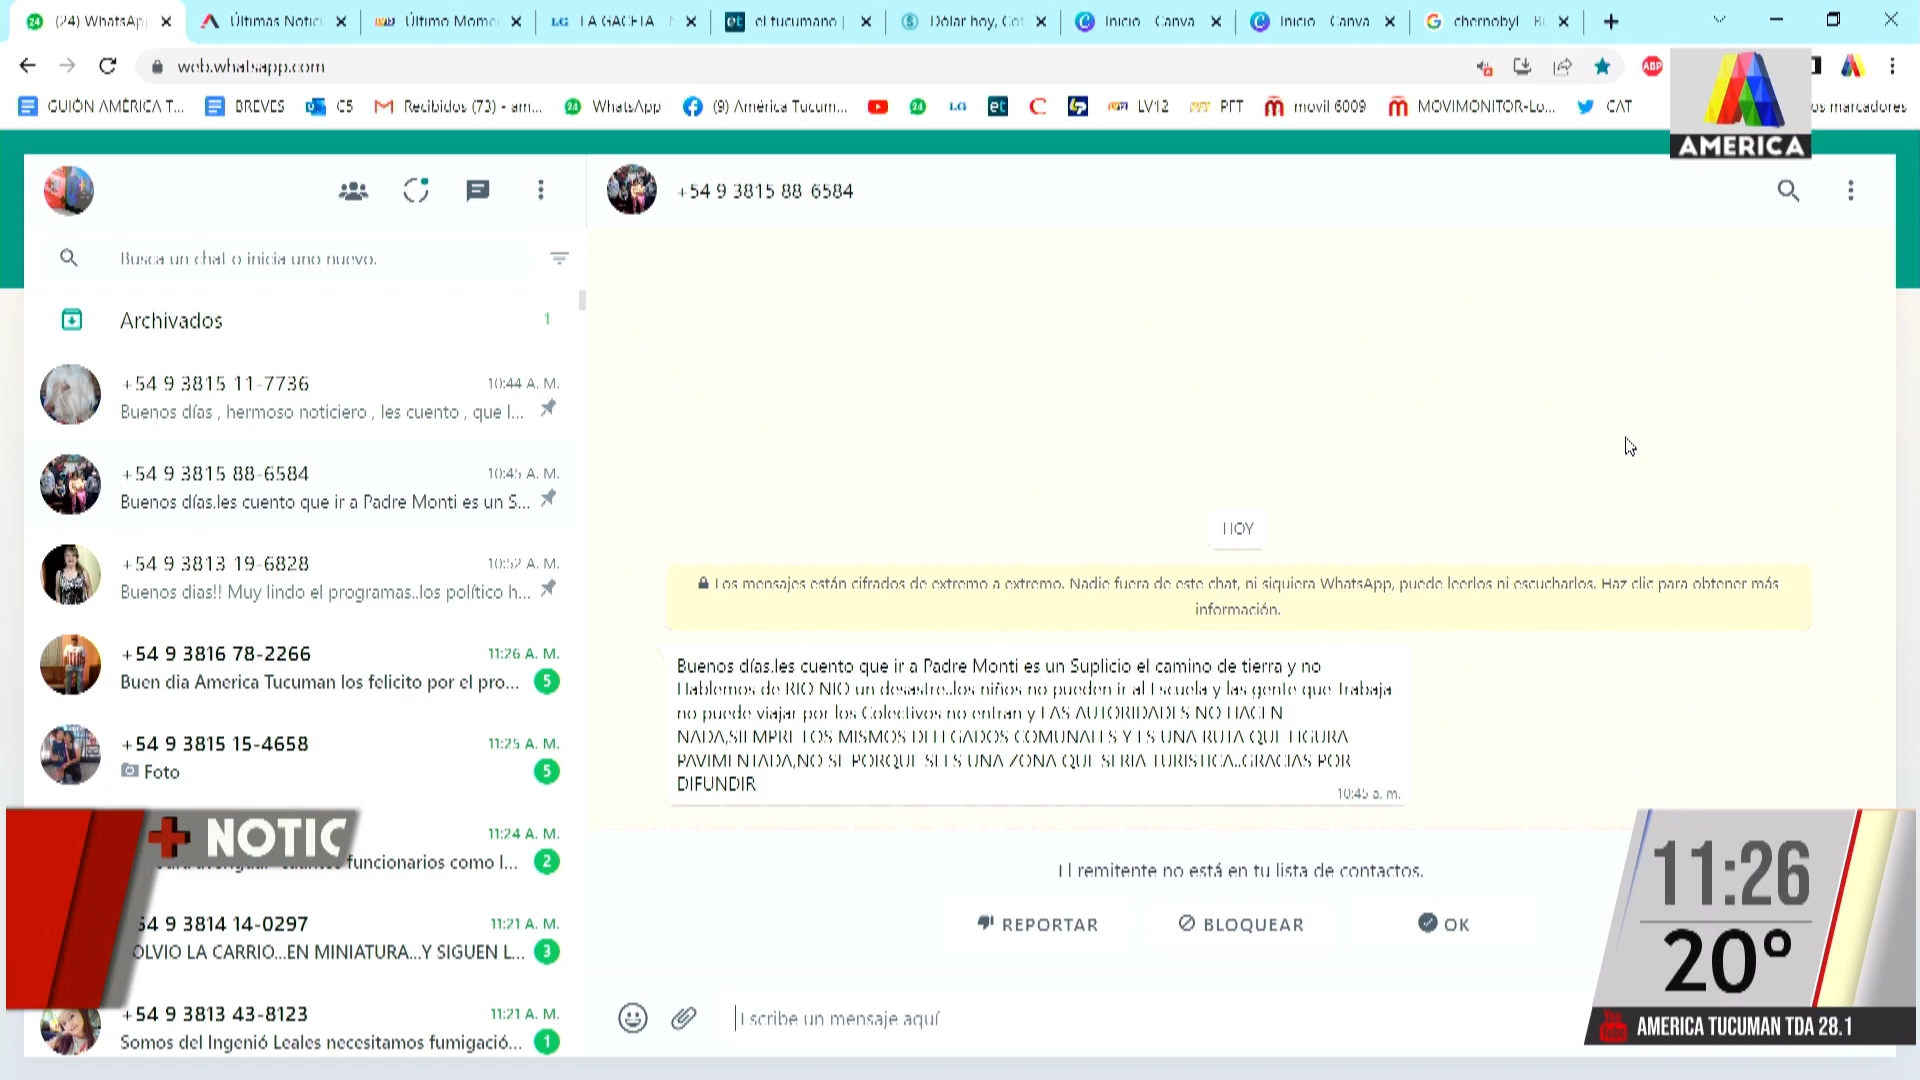 (24) WhatsApp
Últimas Notici
Último Mome
LG LA GACETA
et el tucumano |
Dólar hoy, Cot
Inicio Canva
Inicio Canva
chernobyl
web.whatsapp.com
ABP
GUIÓN AMÉRICA T...
BREVES
C5
Recibidos (73) - am...
WhatsApp
(9) América Tucum...
LG
et
LV12
PFT
movil 6009
MOVIMONITOR-Lo...
CAT
os marcadores
AMERICA
+54 9 3815 88-6584
Busca un chat o inicia uno nuevo.
Archivados 1
+54 9 3815 11-7736 10:44 A. M.
Buenos días , hermoso noticiero , les cuento , que l...
+54 9 3815 88-6584 10:45 A. M.
Buenos días.les cuento que ir a Padre Monti es un S...
+54 9 3813 19-6828 10:52 A. M.
Buenos dias!! Muy lindo el programas..los político h...
+54 9 3816 78-2266 11:26 A. M.
Buen dia America Tucuman los felicito por el pro... 5
+54 9 3815 15-4658 11:25 A. M.
Foto 5
11:24 A. M.
funcionarios como l... 2
54 9 3814 14-0297 11:21 A. M.
OLVIO LA CARRIO...EN MINIATURA...Y SIGUEN L... 3
+54 9 3813 43-8123 11:21 A. M.
Somos del Ingenió Leales necesitamos fumigació... 1
HOY
Los mensajes están cifrados de extremo a extremo. Nadie fuera de este chat, ni siquiera WhatsApp, puede leerlos ni escucharlos. Haz clic para obtener más
información.
Buenos días.les cuento que ir a Padre Monti es un Suplicio el camino de tierra y no
Hablemos de RIO NIO un desastre..los niños no pueden ir al Escuela y las gente que Trabaja
no puede viajar por los Colectivos no entran y LAS AUTORIDADES NO HACEN
NADA,SIEMPRE LOS MISMOS DELEGADOS COMUNALES Y ES UNA RUTA QUE FIGURA
PAVIMENTADA,NO SE PORQUE SI ES UNA ZONA QUE SERIA TURISTICA..GRACIAS POR
DIFUNDIR
10:45 a. m.
El remitente no está en tu lista de contactos.
REPORTAR
BLOQUEAR
OK
Escribe un mensaje aquí
+ NOTIC
11:26
20°
AMERICA TUCUMAN TDA 28.1